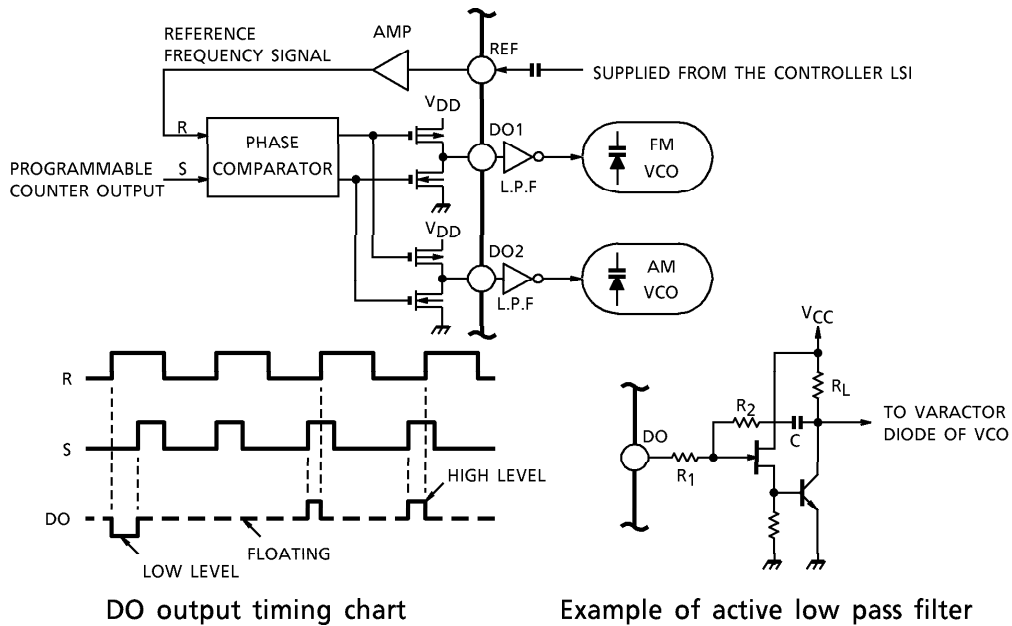 REFERENCE
FREQUENCY SIGNAL
AMP
REF
SUPPLIED FROM THE CONTROLLER LSI
VDD
R
PHASE
COMPARATOR
DO1
FM
VCO
PROGRAMMABLE
COUNTER OUTPUT
S
L.P.F
VDD
DO2
AM
VCO
L.P.F
R
S
DO
HIGH LEVEL
FLOATING
LOW LEVEL
DO output timing chart
VCC
RL
R2
C
TO VARACTOR
DIODE OF VCO
DO
R1
Example of active low pass filter